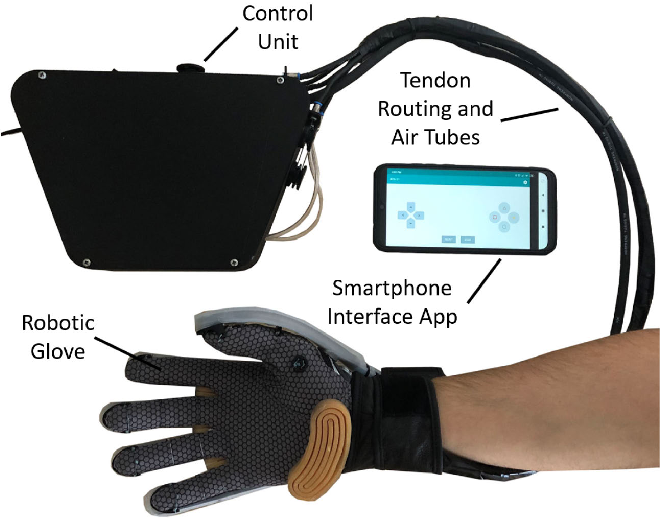 Control
Unit
Tendon
Routing and
Air Tubes
Smartphone
Interface App
Robotic
Glove